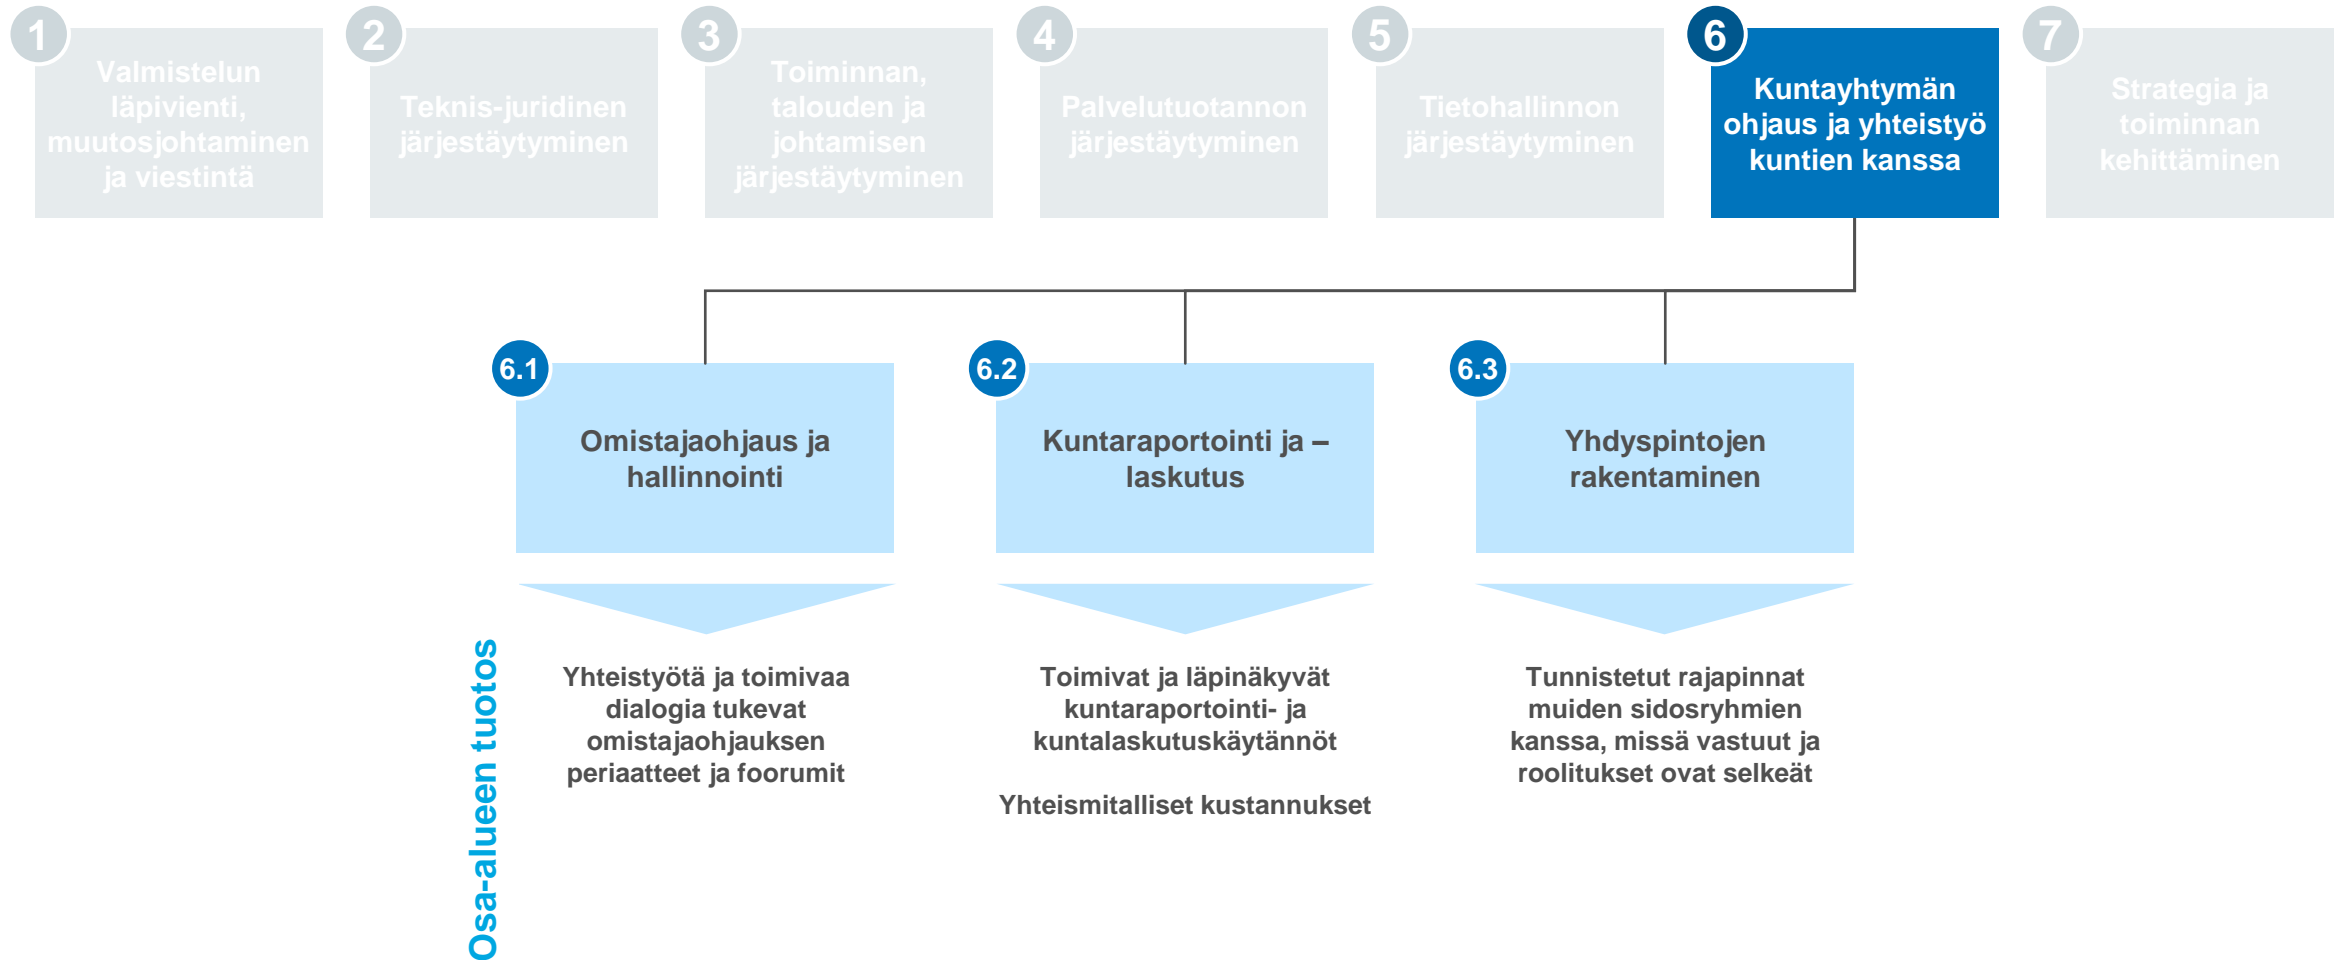 1
Valmistelun
läpivienti,
muutosjohtaminen
ja viestintä
2
Teknis-juridinen
järjestäytyminen
3
Toiminnan,
talouden ja
johtamisen
järjestäytyminen
4
Palvelutuotannon
järjestäytyminen
5
Tietohallinnon
järjestäytyminen
6
Kuntayhtymän
ohjaus ja yhteistyö
kuntien kanssa
7
Strategia ja
toiminnan
kehittäminen
6.1
Omistajaohjaus ja
hallinnointi
6.2
Kuntaraportointi ja –
laskutus
6.3
Yhdyspintojen
rakentaminen
Osa-alueen tuotos
Yhteistyötä ja toimivaa
dialogia tukevat
omistajaohjauksen
periaatteet ja foorumit
Toimivat ja läpinäkyvät
kuntaraportointi- ja
kuntalaskutuskäytännöt
Yhteismitalliset kustannukset
Tunnistetut rajapinnat
muiden sidosryhmien
kanssa, missä vastuut ja
roolitukset ovat selkeät